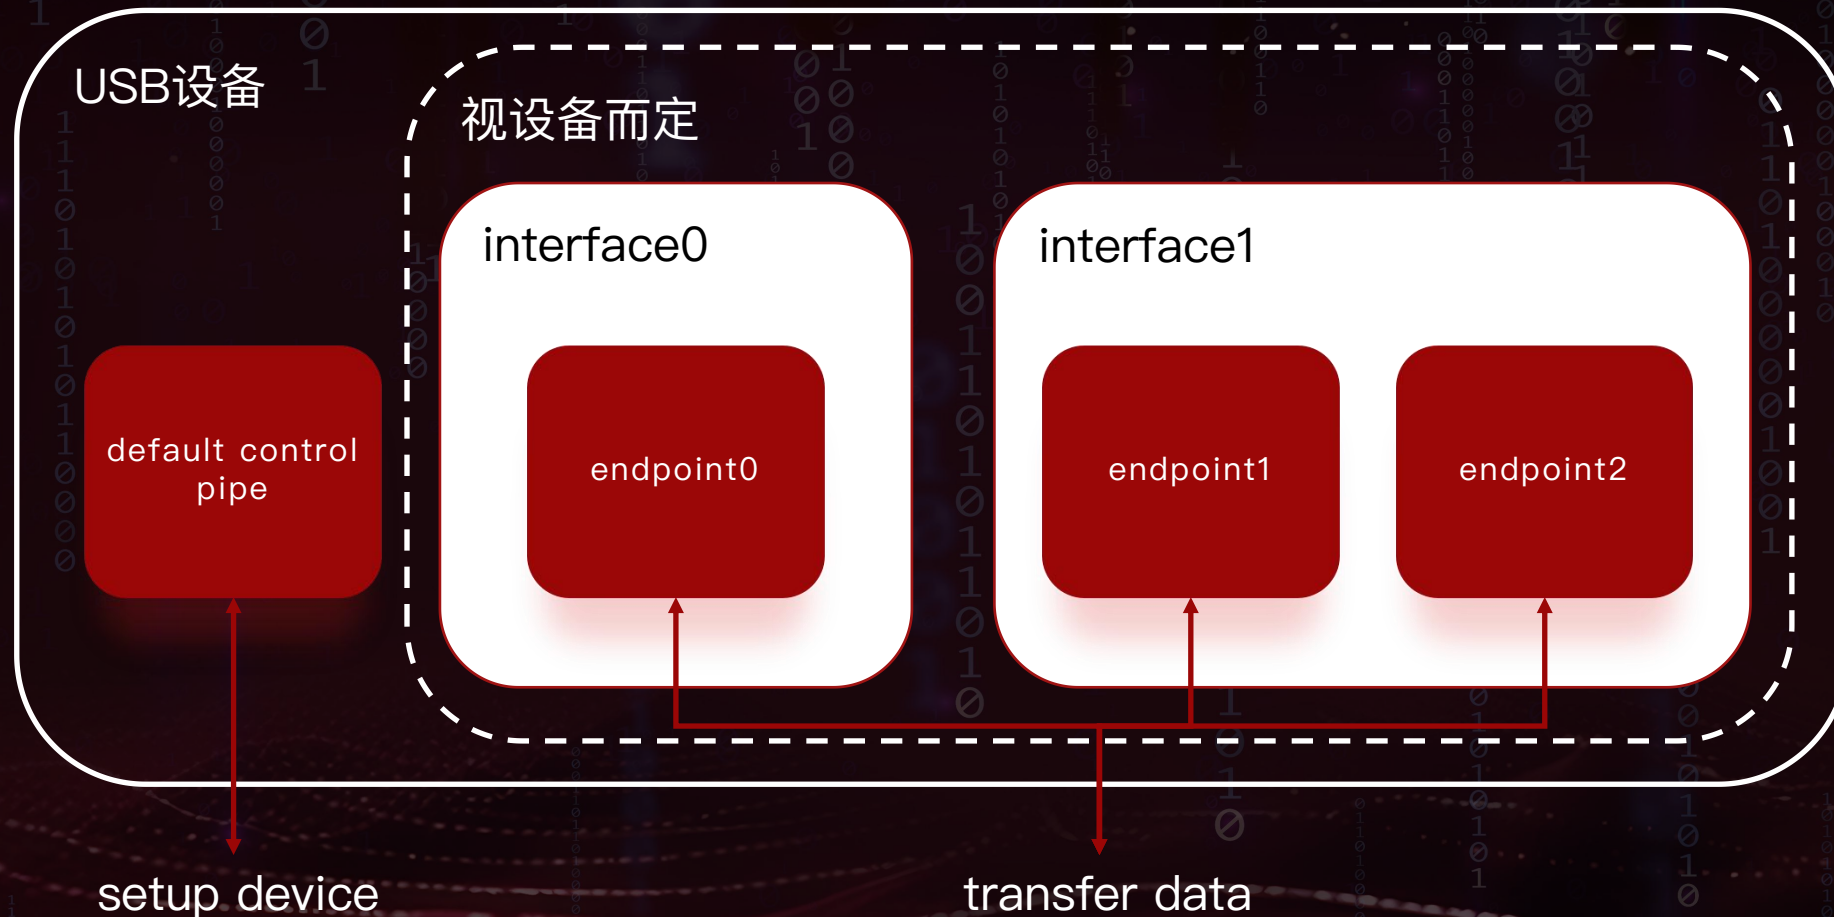 USB设备
视设备而定
interface0
interface1
default control
pipe
endpoint0
endpoint1
endpoint2
setup device
transfer data